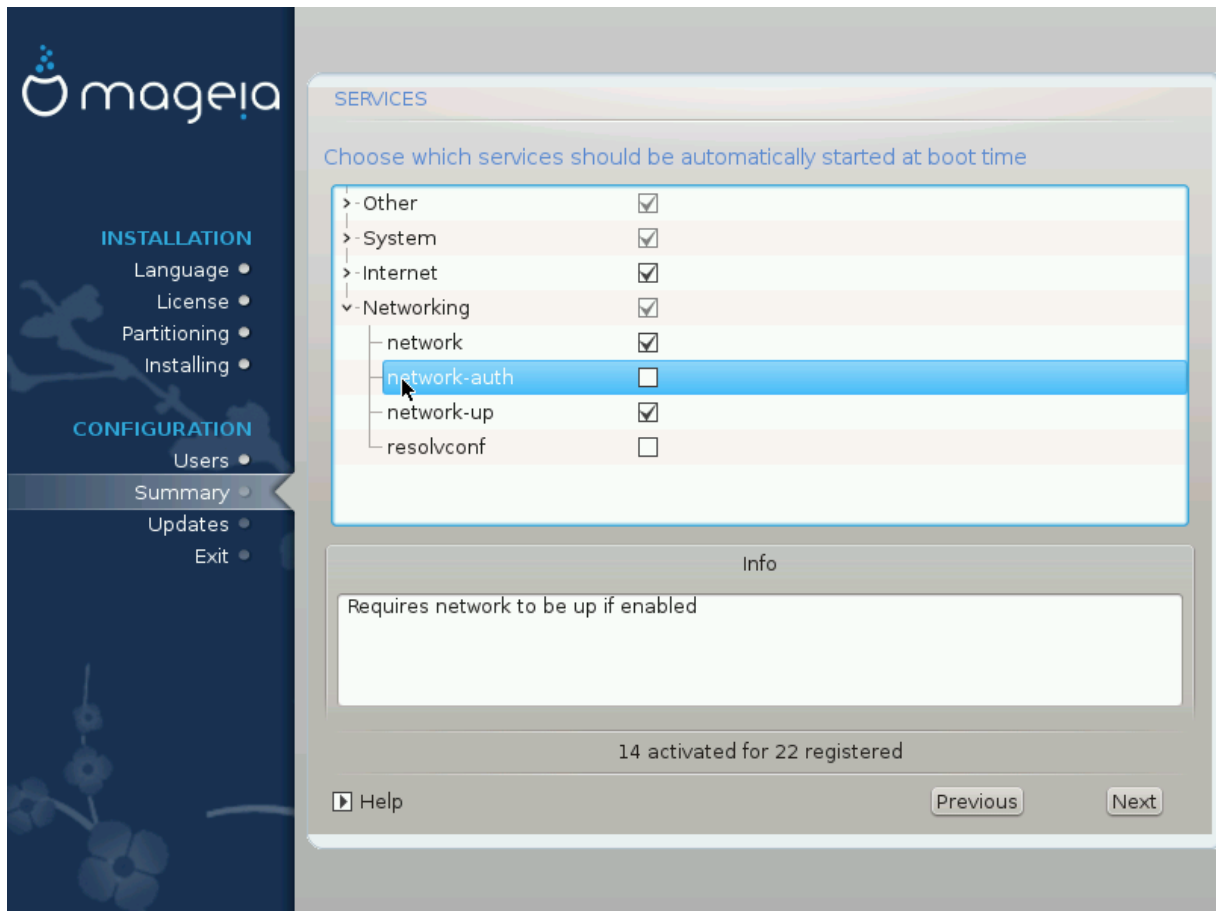 mageia
INSTALLATION
Language
License
Partitioning
Installing
CONFIGURATION
Users
Summary
Updates
Exit
SERVICES
Choose which services should be automatically started at boot time
Other
System
Internet
Networking
network
network-auth
network-up
resolvconf
Info
Requires network to be up if enabled
14 activated for 22 registered
Help
Previous
Next